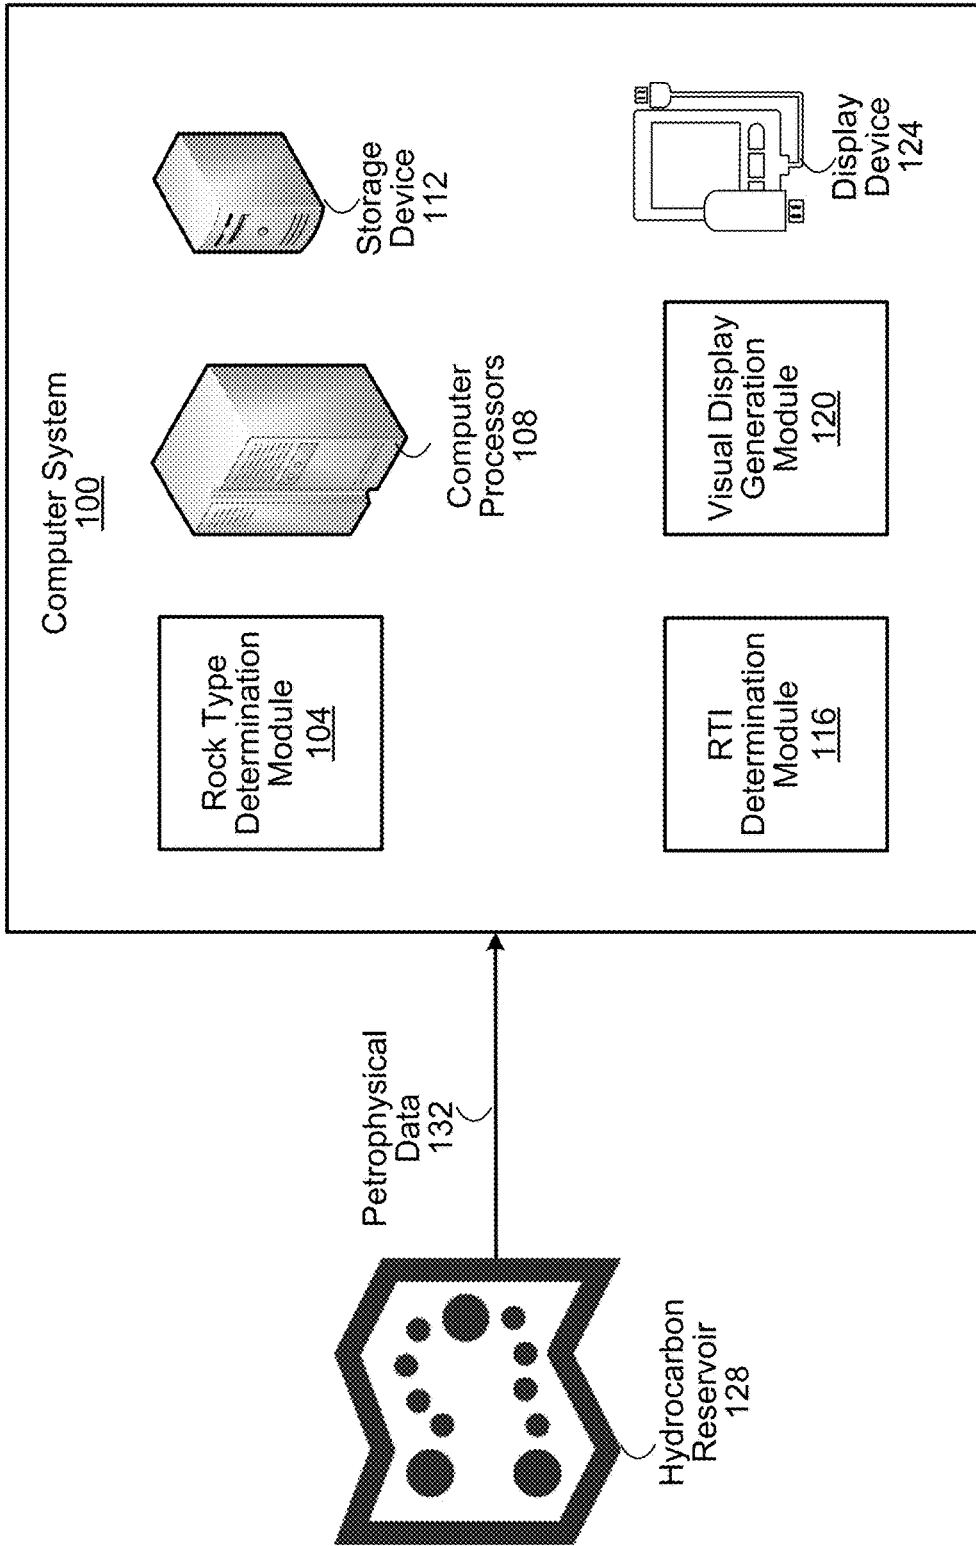 Computer System
100
Rock Type
Determination
Module
104
Computer
Processors
108
Storage
Device
112
Petrophysical
Data
132
Hydrocarbon
Reservoir
128
RTI
Determination
Module
116
Visual Display
Generation
Module
120
Display
Device
124